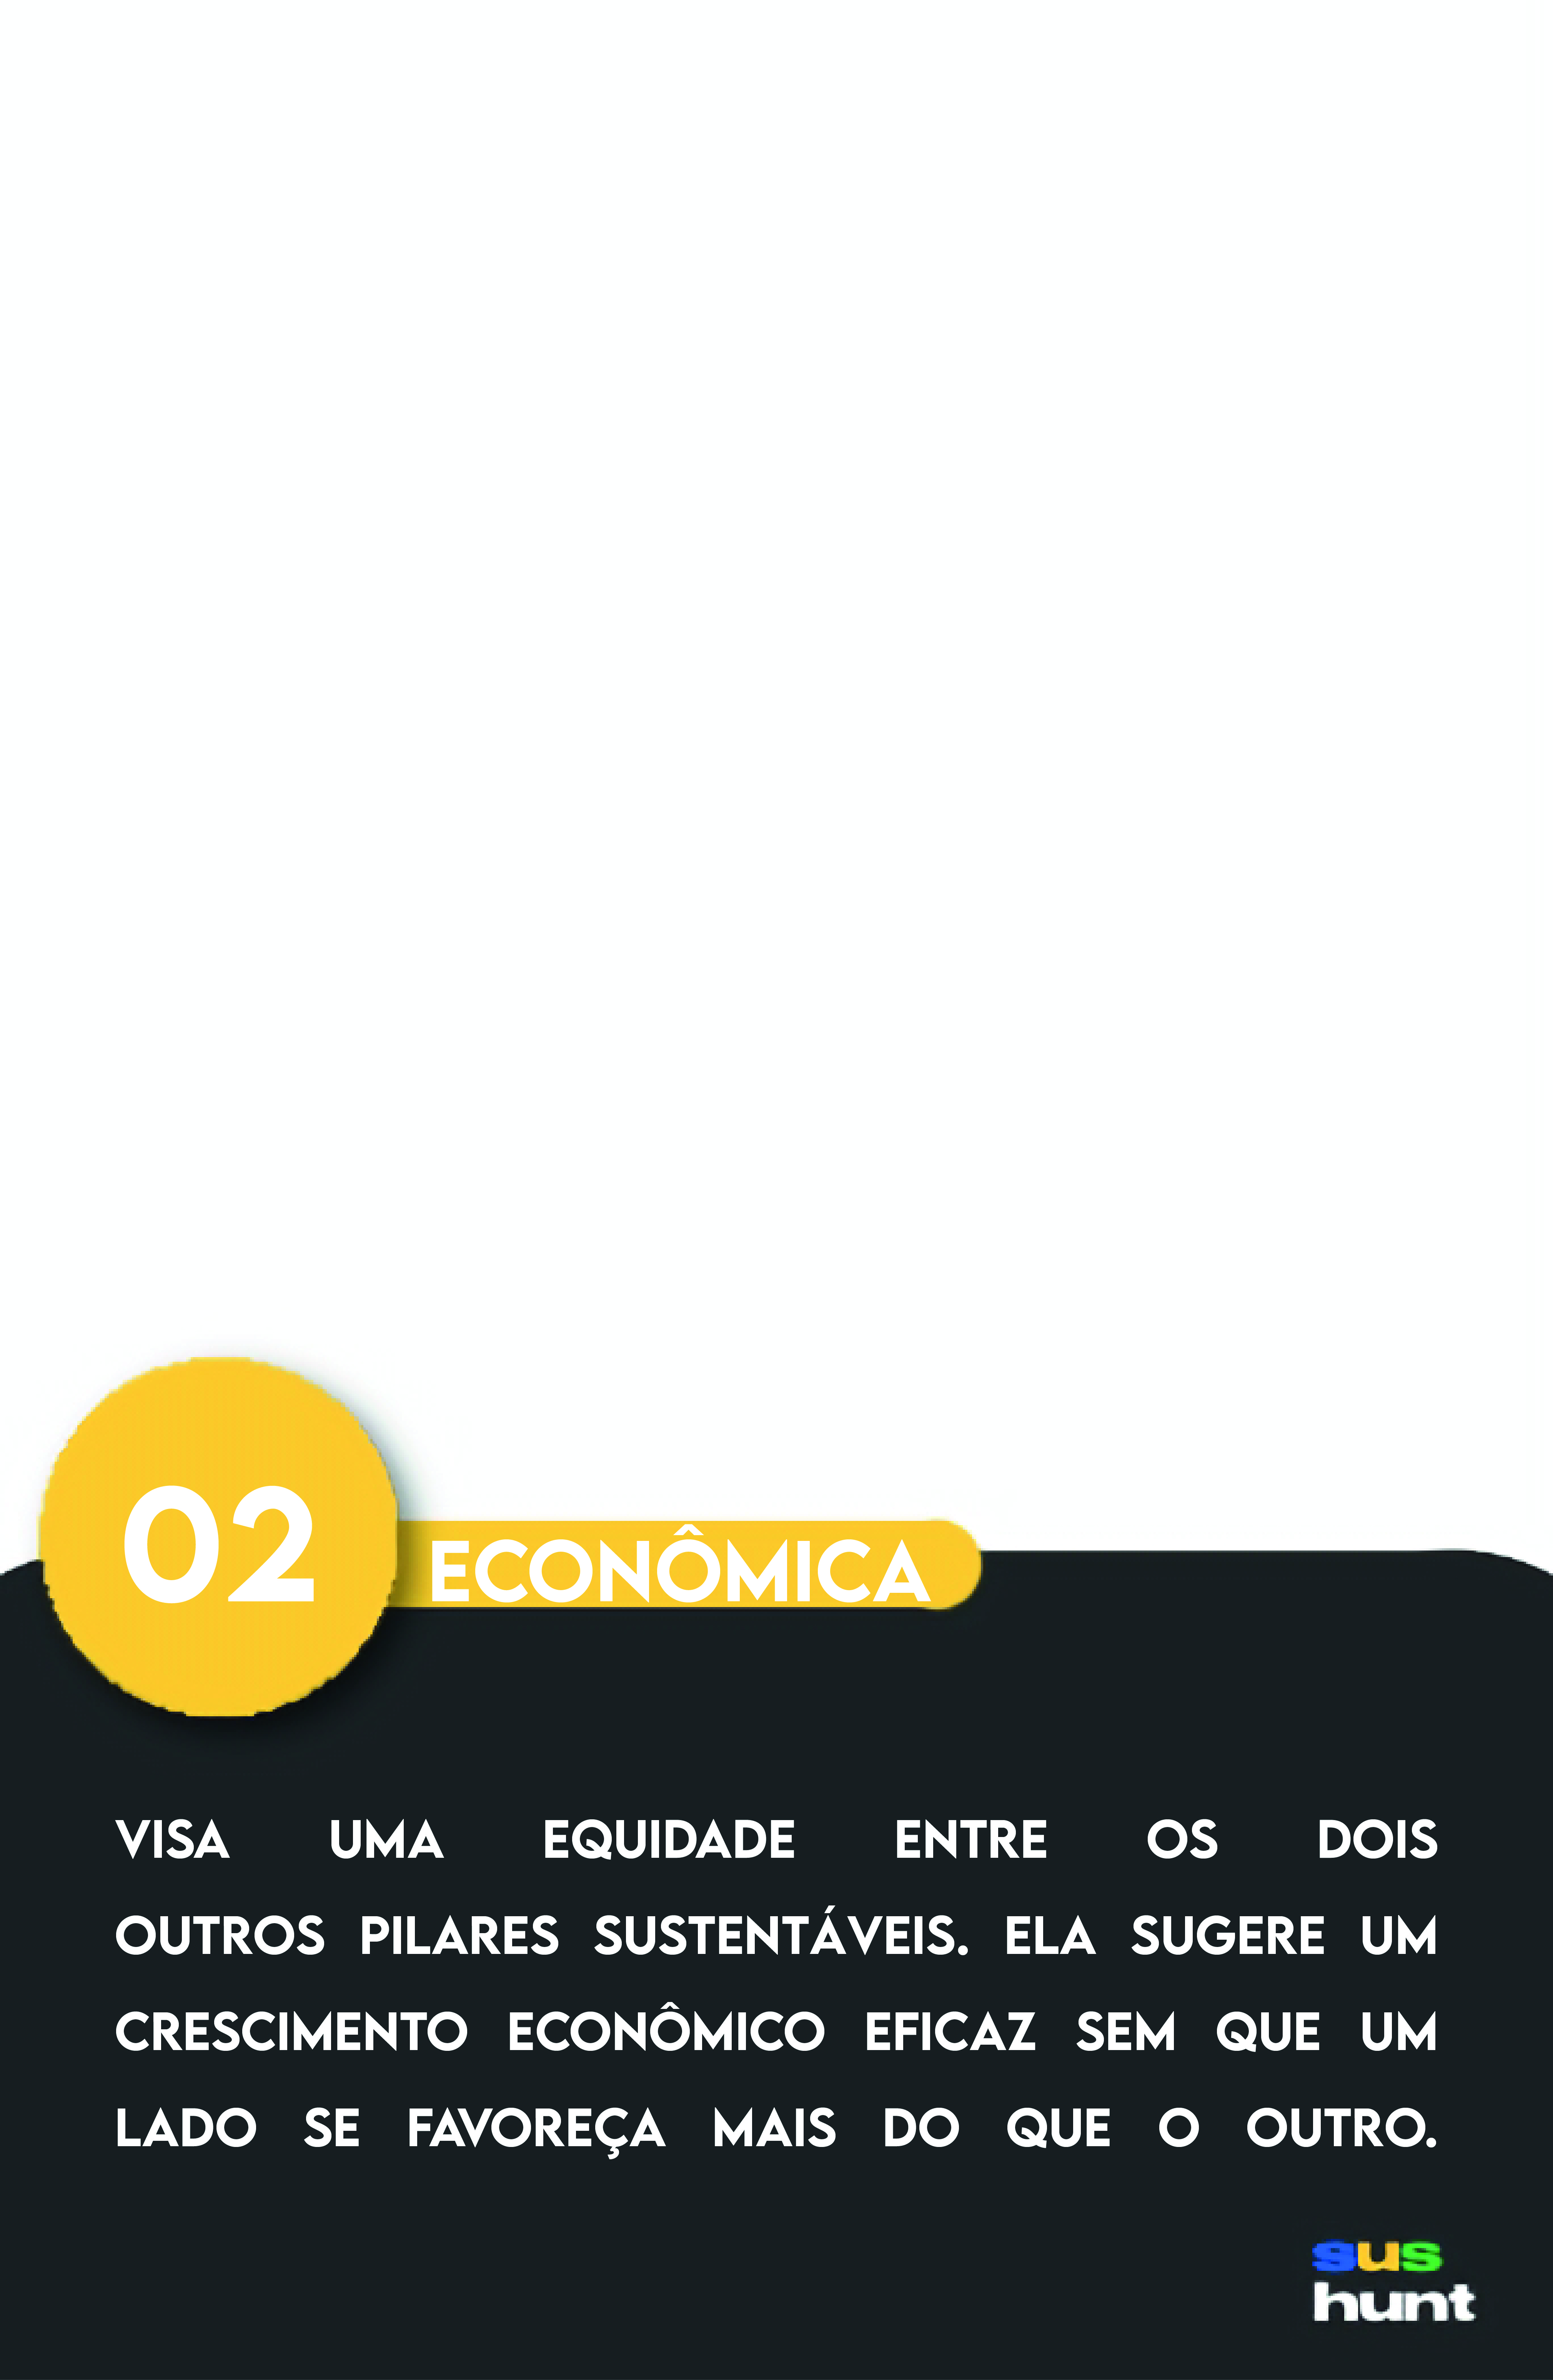 02
ECONÔMICA
VISA UMA EQUIDADE ENTRE OS DOIS
OUTROS PILARES SUSTENTÁVEIS. ELA SUGERE UM
CRESCIMENTO ECONÔMICO EFICAZ SEM QUE UM
LADO SE FAVOREÇA MAIS DO QUE O OUTRO.
sus
hunt